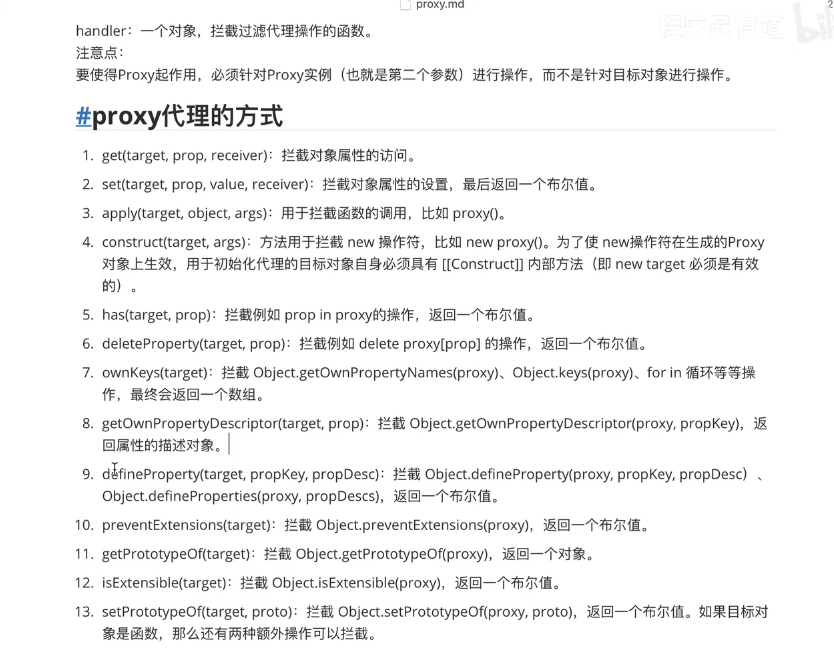 proxy.md
程序员有道
handler：一个对象，拦截过滤代理操作的函数。
注意点：
要使得Proxy起作用，必须针对Proxy实例（也就是第二个参数）进行操作，而不是针对目标对象进行操作。
#proxy代理的方式
1. get(target, prop, receiver)：拦截对象属性的访问。
2. set(target, prop, value, receiver)：拦截对象属性的设置，最后返回一个布尔值。
3. apply(target, object, args)：用于拦截函数的调用，比如 proxy()。
4. construct(target, args)：方法用于拦截 new 操作符，比如 new proxy()。为了使 new操作符在生成的Proxy
对象上生效，用于初始化代理的目标对象自身必须具有 [[Construct]] 内部方法（即 new target 必须是有效
的）。
5. has(target, prop)：拦截例如 prop in proxy的操作，返回一个布尔值。
6. deleteProperty(target, prop)：拦截例如 delete proxy[prop] 的操作，返回一个布尔值。
7. ownKeys(target)：拦截 Object.getOwnPropertyNames(proxy)、Object.keys(proxy)、for in 循环等等操
作，最终会返回一个数组。
8. getOwnPropertyDescriptor(target, prop)：拦截 Object.getOwnPropertyDescriptor(proxy, propKey)，返
回属性的描述对象。
9. defineProperty(target, propKey, propDesc)：拦截 Object.defineProperty(proxy, propKey, propDesc）、
Object.defineProperties(proxy, propDescs)，返回一个布尔值。
10. preventExtensions(target)：拦截 Object.preventExtensions(proxy)，返回一个布尔值。
11. getPrototypeOf(target)：拦截 Object.getPrototypeOf(proxy)，返回一个对象。
12. isExtensible(target)：拦截 Object.isExtensible(proxy)，返回一个布尔值。
13. setPrototypeOf(target, proto)：拦截 Object.setPrototypeOf(proxy, proto)，返回一个布尔值。如果目标对
象是函数，那么还有两种额外操作可以拦截。